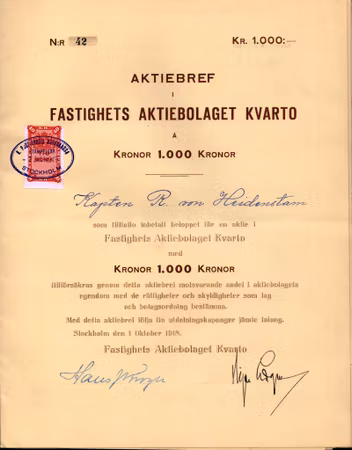 N:R 42 KR. 1.000:—
AKTIEBREF
I
FASTIGHETS AKTIEBOLAGET KVARTO
Å
KRONOR 1.000 KRONOR
STOCKHOLM
Kapten R. von Heidenstam
som tillfullo inbetalt beloppet för en aktie i
Fastighets Aktiebolaget Kvarto
med
KRONOR 1.000 KRONOR
tillförsäkras genom detta aktiebref motsvarande andel i aktiebolagets
egendom med de rättigheter och skyldigheter som lag
och bolagsordning bestämma.
Med detta aktiebref följa tio utdelningskuponger jämte talong.
Stockholm den 1 Oktober 1918.
Fastighets Aktiebolaget Kvarto